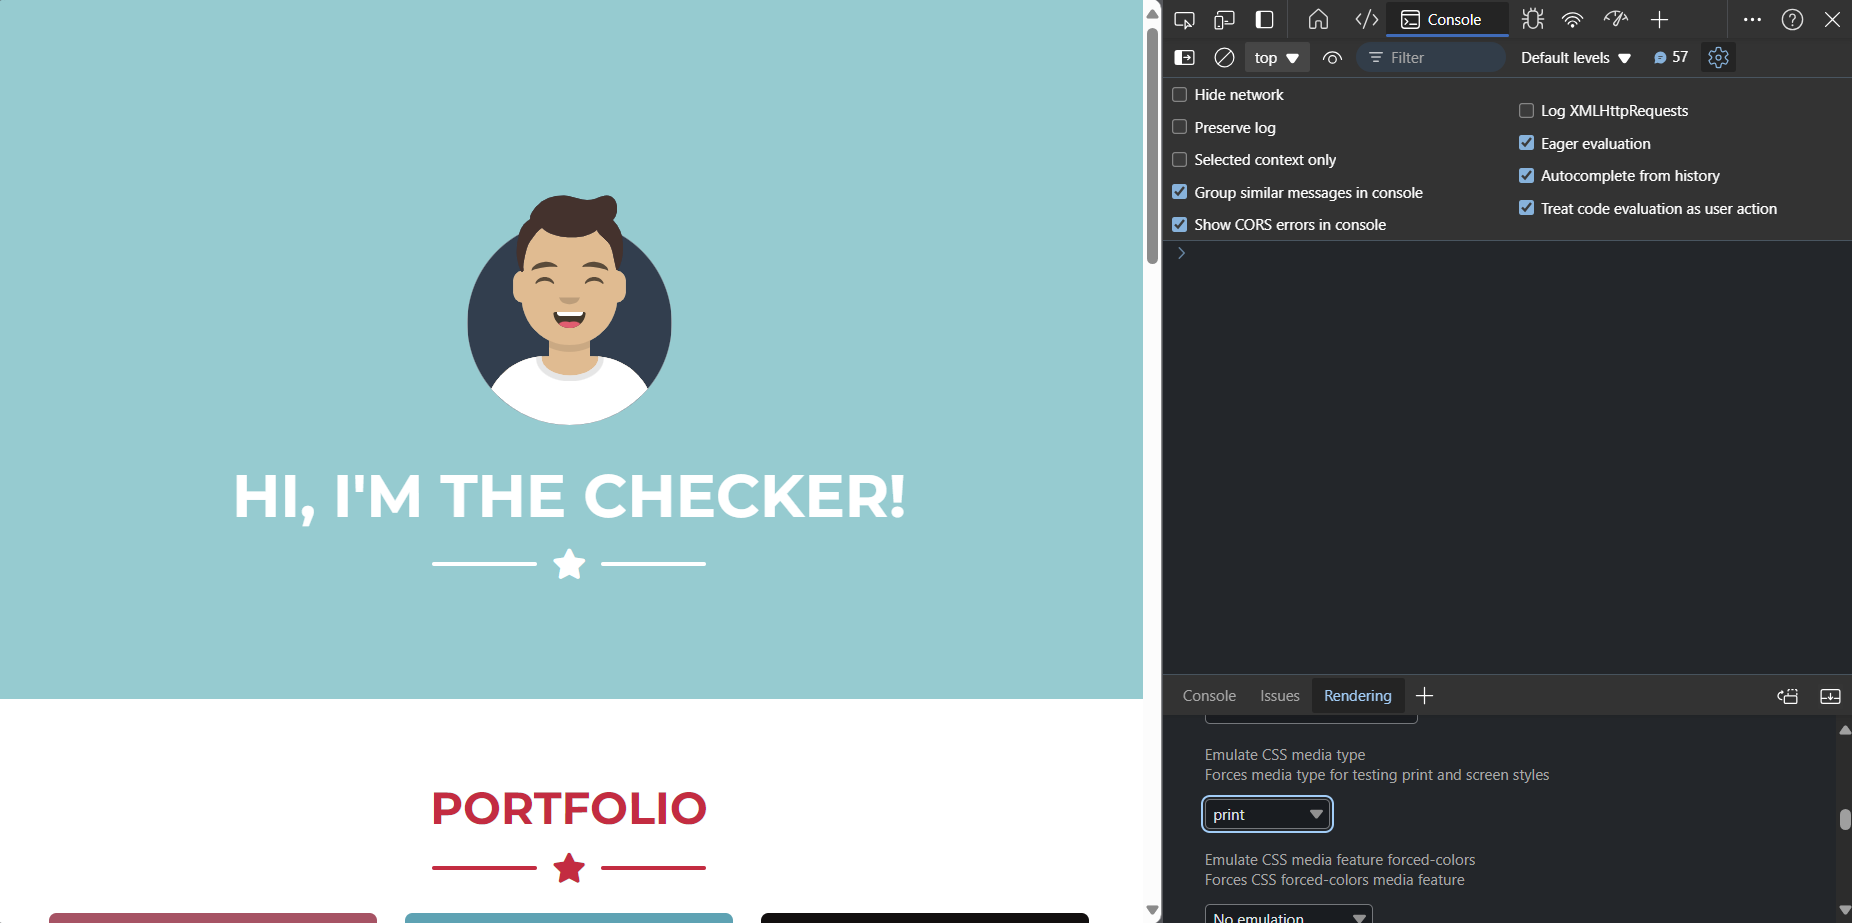 HI, I'M THE CHECKER!
PORTFOLIO
Console
top
Filter
Default levels
57
Hide network
Preserve log
Selected context only
Group similar messages in console
Show CORS errors in console
Log XMLHttpRequests
Eager evaluation
Autocomplete from history
Treat code evaluation as user action
Console Issues Rendering
Emulate CSS media type
Forces media type for testing print and screen styles
print
Emulate CSS media feature forced-colors
Forces CSS forced-colors media feature
No emulation